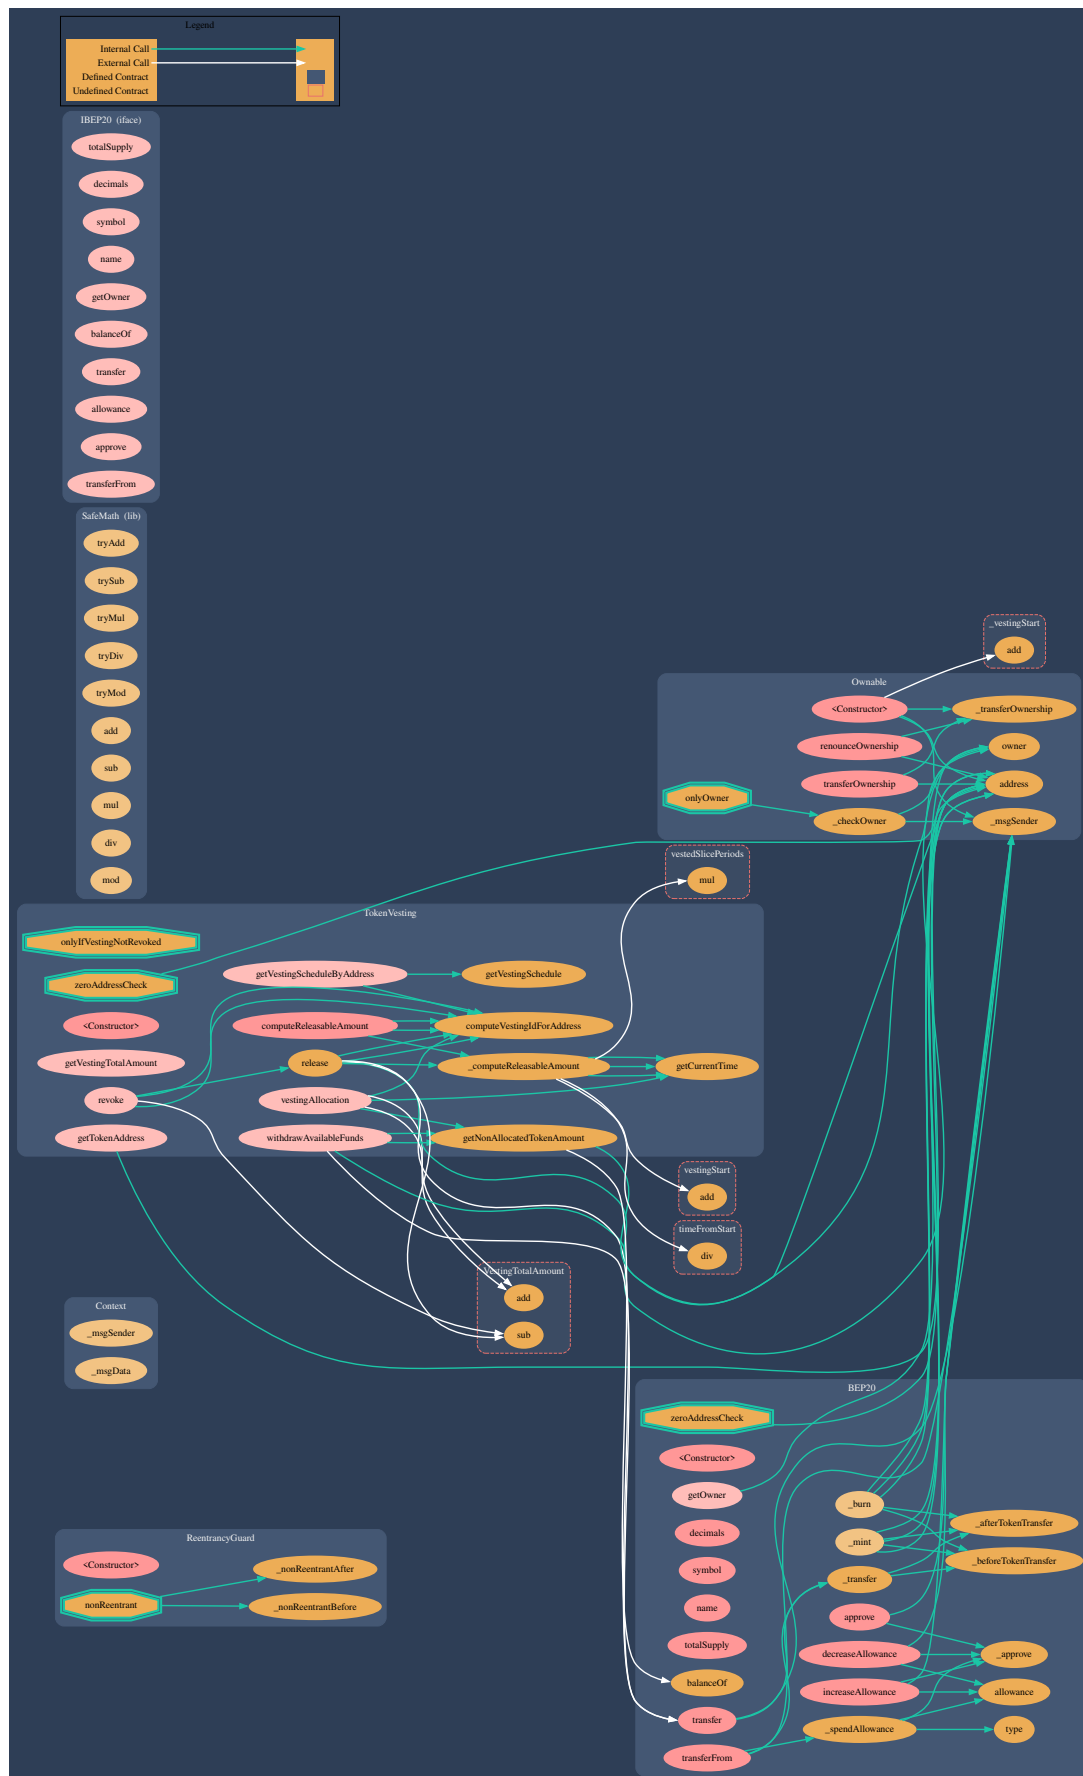 Legend
Internal Call
External Call
Defined Contract
Undefined Contract
IBEP20 (iface)
totalSupply
decimals
symbol
name
getOwner
balanceOf
transfer
allowance
approve
transferFrom
SafeMath (lib)
tryAdd
trySub
tryMul
tryDiv
tryMod
add
sub
mul
div
mod
_vestingStart
add
Ownable
<Constructor>
_transferOwnership
renounceOwnership
owner
transferOwnership
address
onlyOwner
_checkOwner
_msgSender
vestedSlicePeriods
mul
TokenVesting
onlyIfVestingNotRevoked
zeroAddressCheck
getVestingScheduleByAddress
getVestingSchedule
<Constructor>
computeReleasableAmount
computeVestingIdForAddress
getVestingTotalAmount
release
_computeReleasableAmount
getCurrentTime
revoke
vestingAllocation
getTokenAddress
withdrawAvailableFunds
getNonAllocatedTokenAmount
vestingStart
add
timeFromStart
div
VestingTotalAmount
add
sub
Context
_msgSender
_msgData
BEP20
zeroAddressCheck
<Constructor>
getOwner
_burn
_afterTokenTransfer
decimals
_mint
_beforeTokenTransfer
symbol
_transfer
name
approve
totalSupply
decreaseAllowance
_approve
balanceOf
increaseAllowance
allowance
transfer
_spendAllowance
type
transferFrom
ReentrancyGuard
<Constructor>
_nonReentrantAfter
nonReentrant
_nonReentrantBefore